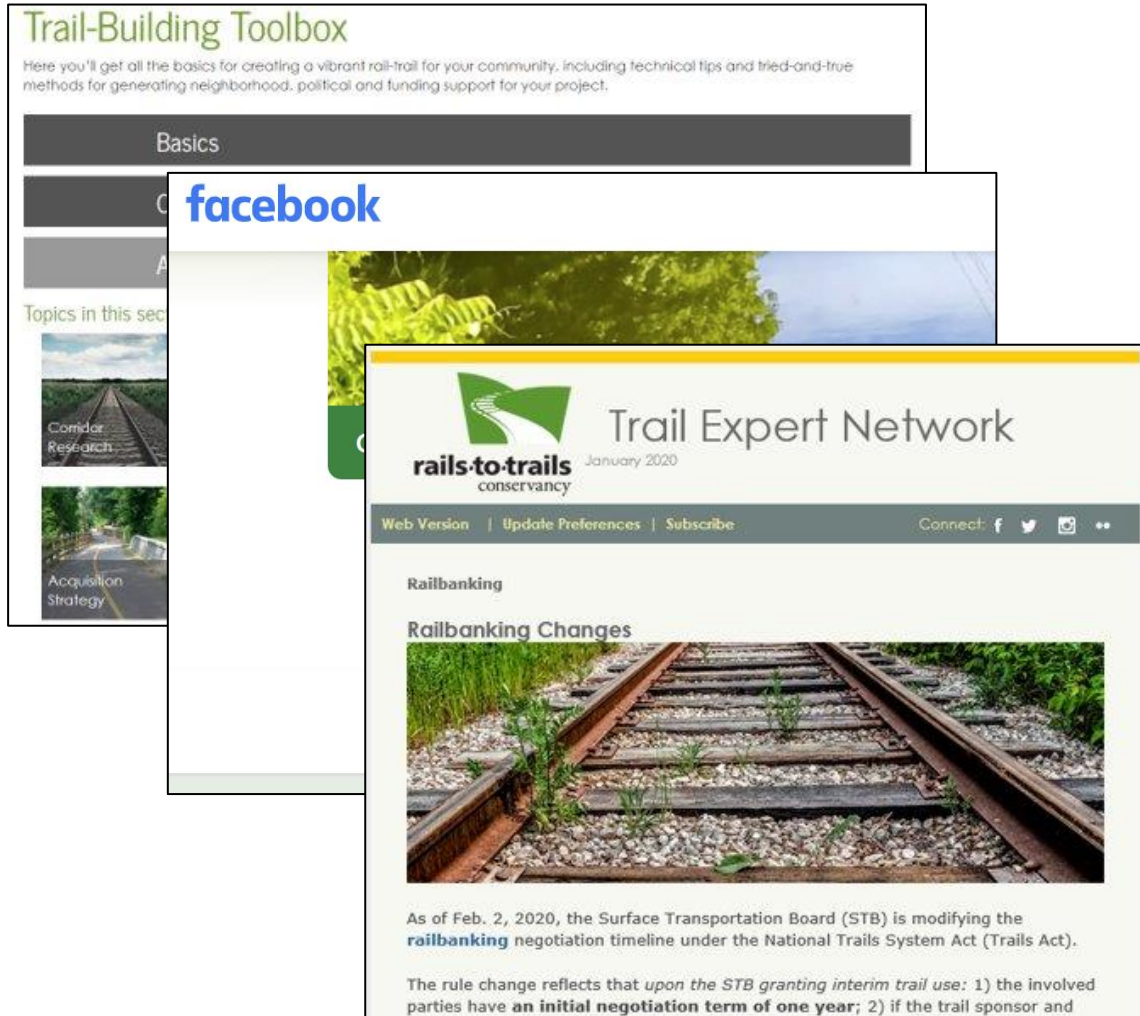 Trail-Building Toolbox
Here you'll get all the basics for creating a vibrant rail-trail for your community, including technical tips and tried-and-true
methods for generating neighborhood, political and funding support for your project.
Basics
Topics in this sec
Corridor
Research
Acquisition
Strategy
facebook
rails-to-trails
conservancy
Trail Expert Network
January 2020
Web Version | Update Preferences | Subscribe
Connect:
Railbanking
Railbanking Changes
As of Feb. 2, 2020, the Surface Transportation Board (STB) is modifying the
railbanking negotiation timeline under the National Trails System Act (Trails Act).
The rule change reflects that upon the STB granting interim trail use: 1) the involved
parties have an initial negotiation term of one year; 2) if the trail sponsor and